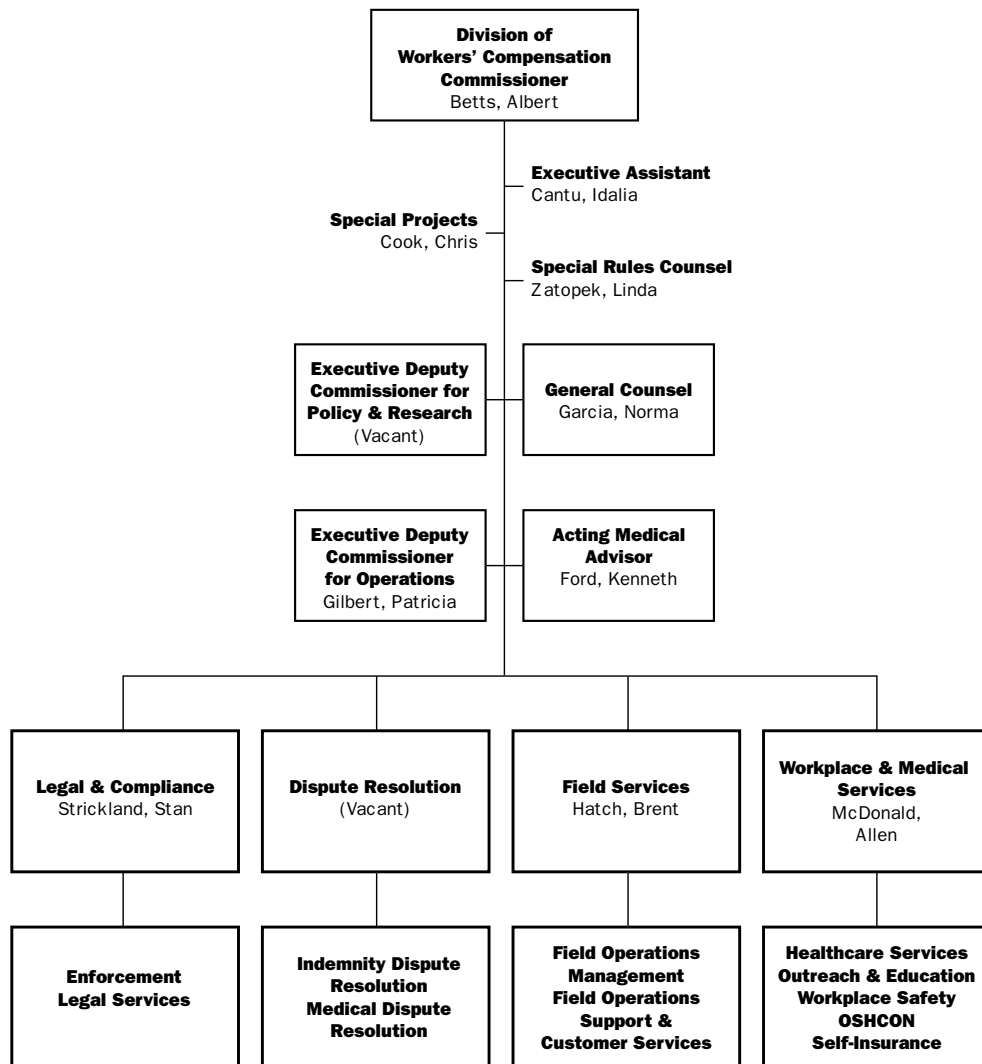 Division of
Workers’ Compensation
Commissioner
Betts, Albert
Executive Assistant
Cantu, Idalia
Special Projects
Cook, Chris
Special Rules Counsel
Zatopek, Linda
Executive Deputy
Commissioner for
Policy & Research
(Vacant)
General Counsel
Garcia, Norma
Executive Deputy
Commissioner
for Operations
Gilbert, Patricia
Acting Medical
Advisor
Ford, Kenneth
Legal & Compliance
Strickland, Stan
Dispute Resolution
(Vacant)
Field Services
Hatch, Brent
Workplace & Medical
Services
McDonald,
Allen
Enforcement
Legal Services
Indemnity Dispute
Resolution
Medical Dispute
Resolution
Field Operations
Management
Field Operations
Support &
Customer Services
Healthcare Services
Outreach & Education
Workplace Safety
OSHCON
Self-Insurance